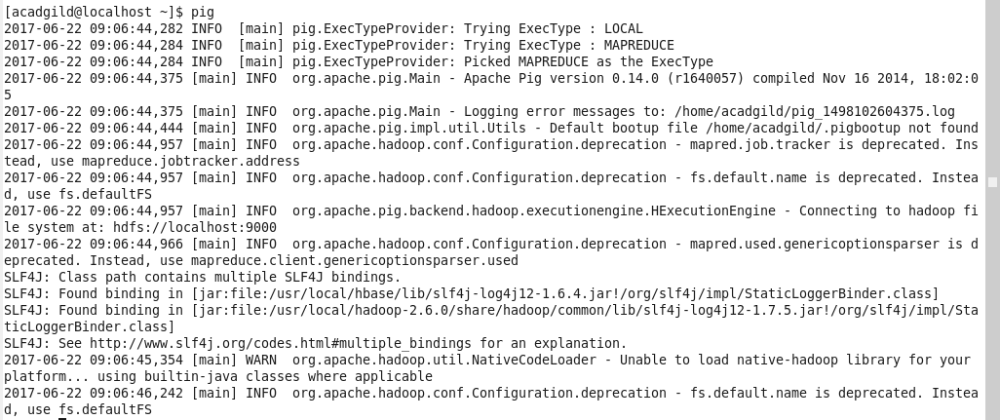 [acadgild@localhost ~]$ pig
2017-06-22 09:06:44,282 INFO  [main] pig.ExecTypeProvider: Trying ExecType : LOCAL
2017-06-22 09:06:44,284 INFO  [main] pig.ExecTypeProvider: Trying ExecType : MAPREDUCE
2017-06-22 09:06:44,284 INFO  [main] pig.ExecTypeProvider: Picked MAPREDUCE as the ExecType
2017-06-22 09:06:44,375 [main] INFO  org.apache.pig.Main - Apache Pig version 0.14.0 (r1640057) compiled Nov 16 2014, 18:02:0
5
2017-06-22 09:06:44,375 [main] INFO  org.apache.pig.Main - Logging error messages to: /home/acadgild/pig_1498102604375.log
2017-06-22 09:06:44,444 [main] INFO  org.apache.pig.impl.util.Utils - Default bootup file /home/acadgild/.pigbootup not found
2017-06-22 09:06:44,957 [main] INFO  org.apache.hadoop.conf.Configuration.deprecation - mapred.job.tracker is deprecated. Ins
tead, use mapreduce.jobtracker.address
2017-06-22 09:06:44,957 [main] INFO  org.apache.hadoop.conf.Configuration.deprecation - fs.default.name is deprecated. Instea
d, use fs.defaultFS
2017-06-22 09:06:44,957 [main] INFO  org.apache.pig.backend.hadoop.executionengine.HExecutionEngine - Connecting to hadoop fi
le system at: hdfs://localhost:9000
2017-06-22 09:06:44,966 [main] INFO  org.apache.hadoop.conf.Configuration.deprecation - mapred.used.genericoptionsparser is d
eprecated. Instead, use mapreduce.client.genericoptionsparser.used
SLF4J: Class path contains multiple SLF4J bindings.
SLF4J: Found binding in [jar:file:/usr/local/hbase/lib/slf4j-log4j12-1.6.4.jar!/org/slf4j/impl/StaticLoggerBinder.class]
SLF4J: Found binding in [jar:file:/usr/local/hadoop-2.6.0/share/hadoop/common/lib/slf4j-log4j12-1.7.5.jar!/org/slf4j/impl/Sta
ticLoggerBinder.class]
SLF4J: See http://www.slf4j.org/codes.html#multiple_bindings for an explanation.
2017-06-22 09:06:45,354 [main] WARN  org.apache.hadoop.util.NativeCodeLoader - Unable to load native-hadoop library for your
platform... using builtin-java classes where applicable
2017-06-22 09:06:46,242 [main] INFO  org.apache.hadoop.conf.Configuration.deprecation - fs.default.name is deprecated. Instea
d, use fs.defaultFS